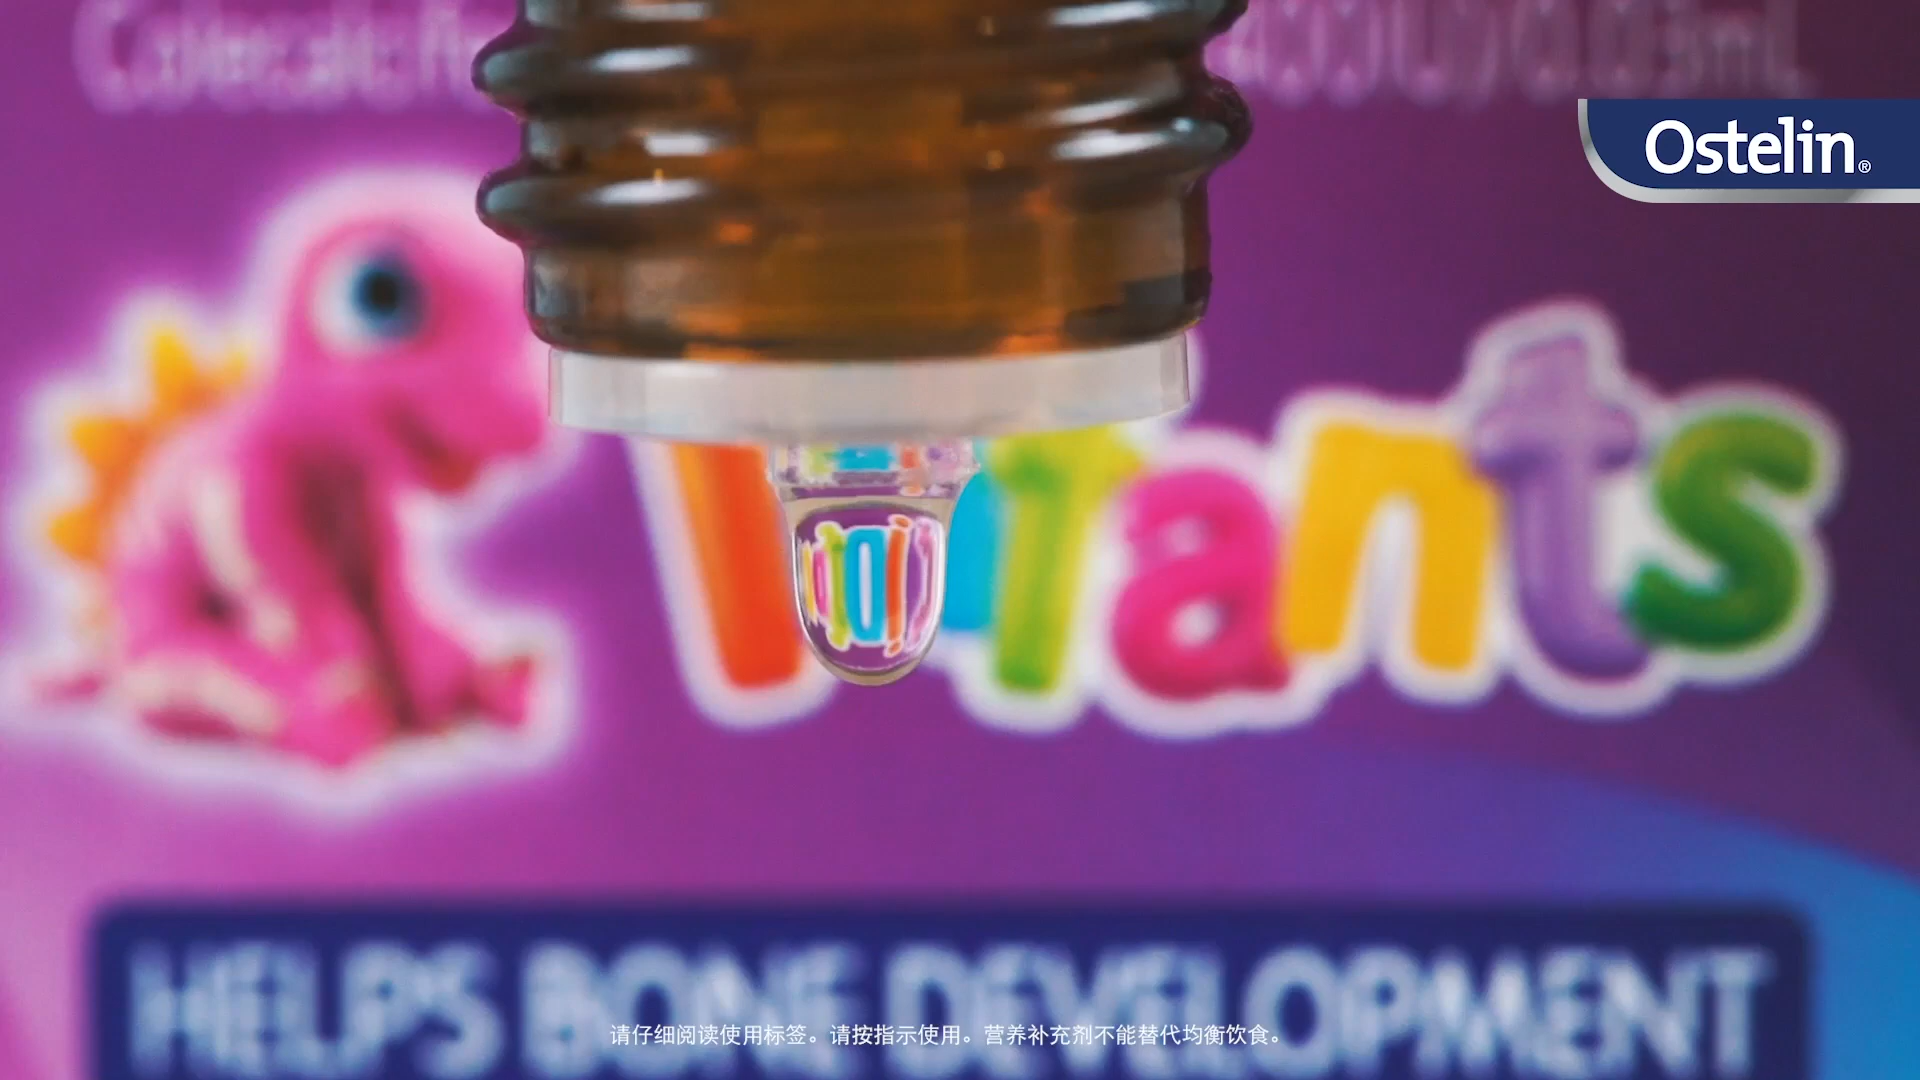 Ostelin®
Infants
HELPS BONE DEVELOPMENT
请仔细阅读使用标签。请按指示使用。营养补充剂不能替代均衡饮食。